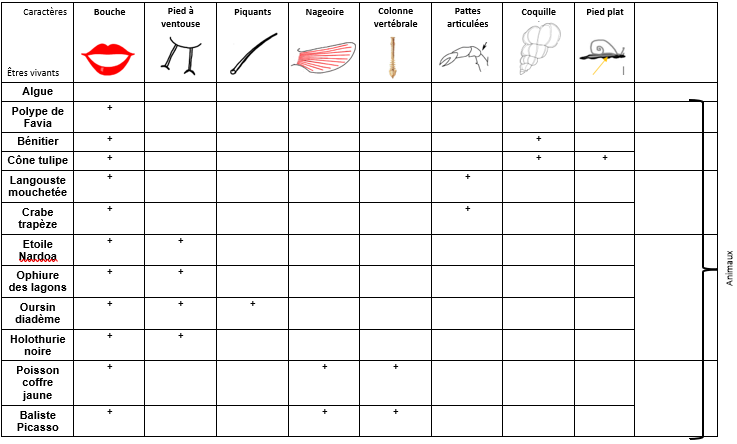 Caractères
Êtres vivants
Bouche
Pied à
ventouse
Piquants
Nageoire
Colonne
vertébrale
Pattes
articulées
Coquille
Pied plat
Algue
Polype de
Favia
+
Bénitier
+ +
Cône tulipe
+ + +
Langouste
mouchetée
+ +
Crabe
trapèze
+ +
Etoile
Nardoa
+ +
Ophiure
des lagons
+ +
Oursin
diadème
+ + +
Holothurie
noire
+ +
Poisson
coffre
jaune
+ + +
Baliste
Picasso
+ + +
Animaux